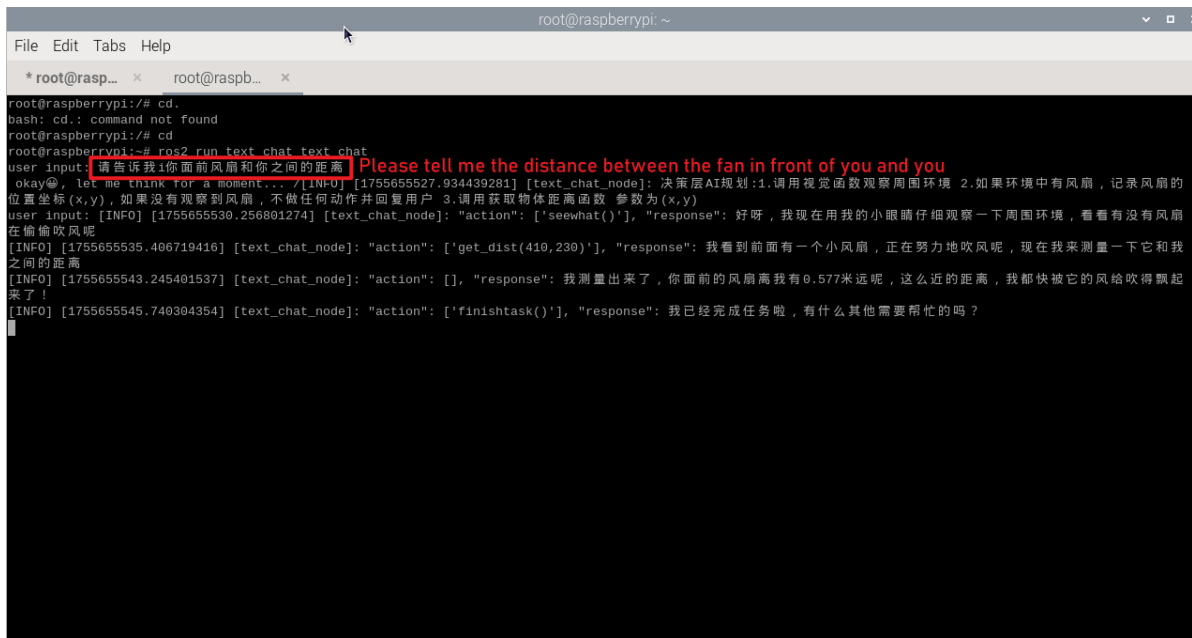 root@raspberrypi: ~
File Edit Tabs Help
* root@rasp... × root@raspb... ×
root@raspberrypi:/# cd.
bash: cd.: command not found
root@raspberrypi:/# cd
root@raspberrypi:~# ros2 run text_chat text_chat
user input: 请告诉我i你面前风扇和你之间的距离 Please tell me the distance between the fan in front of you and you
okay😀, let me think for a moment... /[INFO] [1755655527.934439281] [text_chat_node]: 决策层AI规划:1.调用视觉函数观察周围环境 2.如果环境中有风扇，记录风扇的
位置坐标(x,y)，如果没有观察到风扇，不做任何动作并回复用户 3.调用获取物体距离函数 参数为(x,y)
user input: [INFO] [1755655530.256801274] [text_chat_node]: "action": ['seewhat()'], "response": 好呀，我现在用我的小眼睛仔细观察一下周围环境，看看有没有风扇
在偷偷吹风呢
[INFO] [1755655535.406719416] [text_chat_node]: "action": ['get_dist(410,230)'], "response": 我看到前面有一个小风扇，正在努力地吹风呢，现在我来测量一下它和我
之间的距离
[INFO] [1755655543.245401537] [text_chat_node]: "action": [], "response": 我测量出来了，你面前的风扇离我有0.577米远呢，这么近的距离，我都快被它的风给吹得飘起
来了！
[INFO] [1755655545.740304354] [text_chat_node]: "action": ['finishtask()'], "response": 我已经完成任务啦，有什么其他需要帮忙的吗？